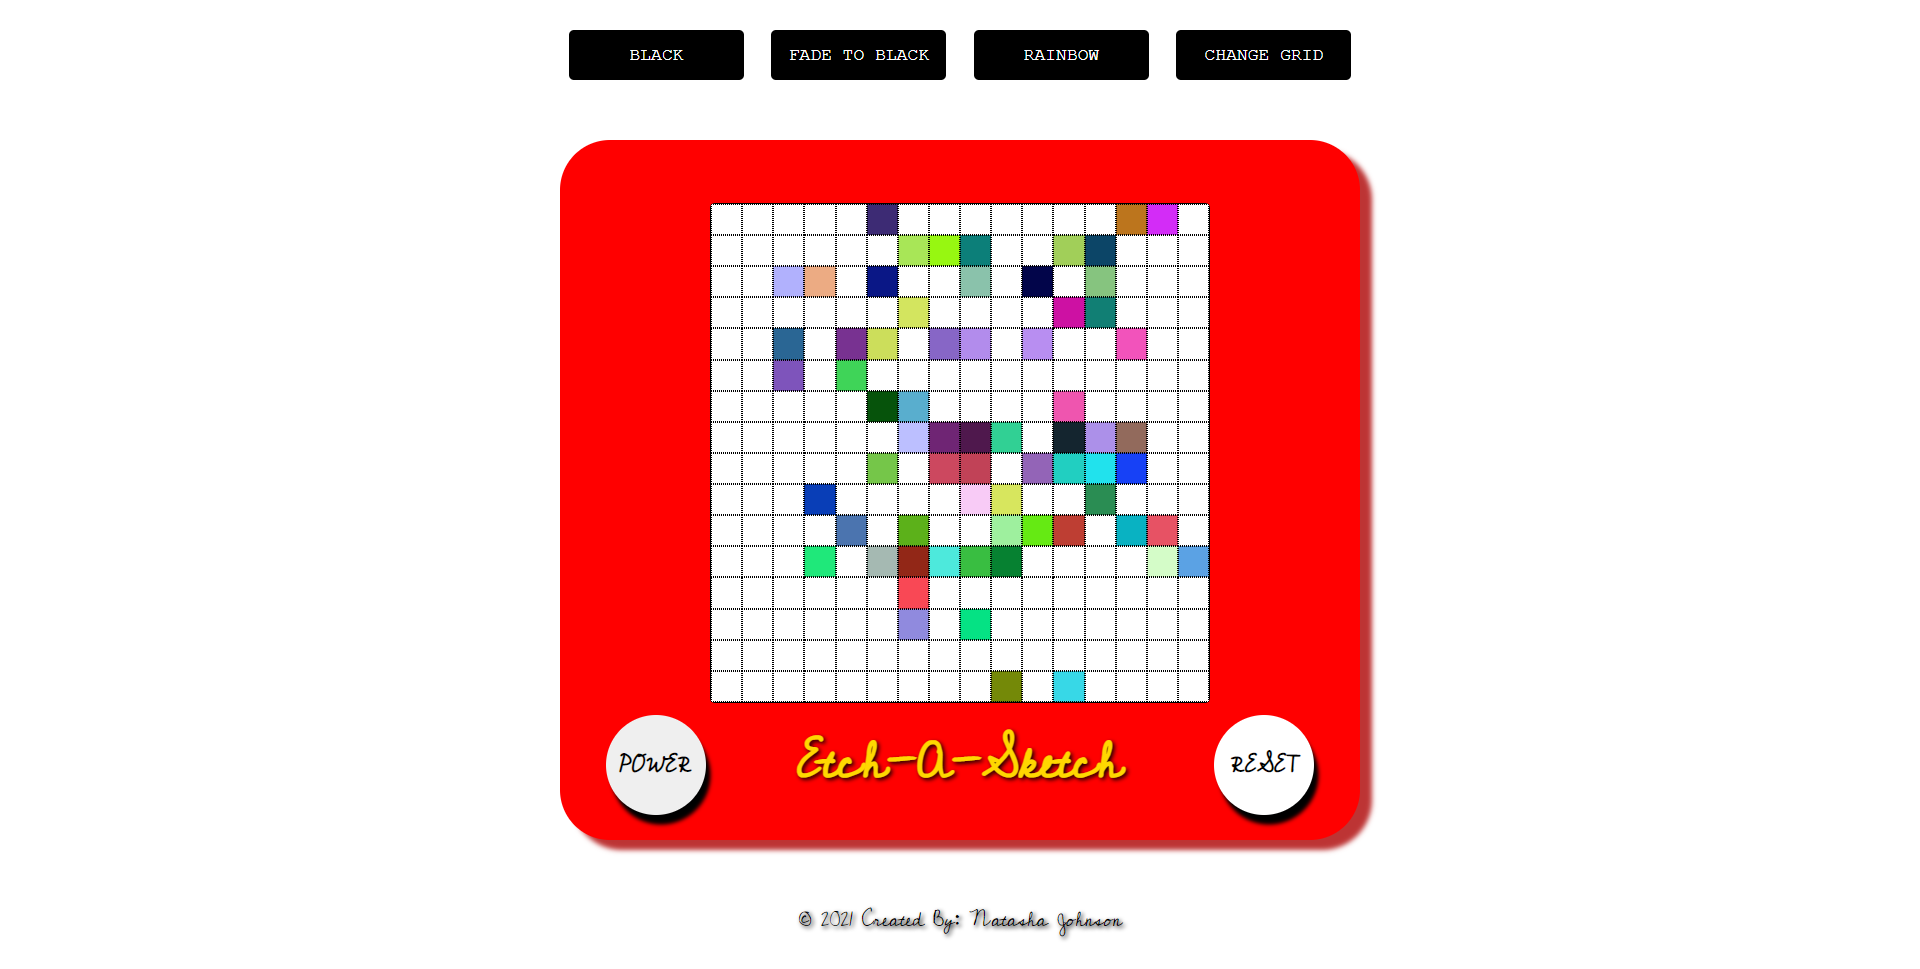 BLACK
FADE TO BLACK
RAINBOW
CHANGE GRID
POWER
Etch-A-Sketch
RESET
© 2021 Created By: Natasha Johnson